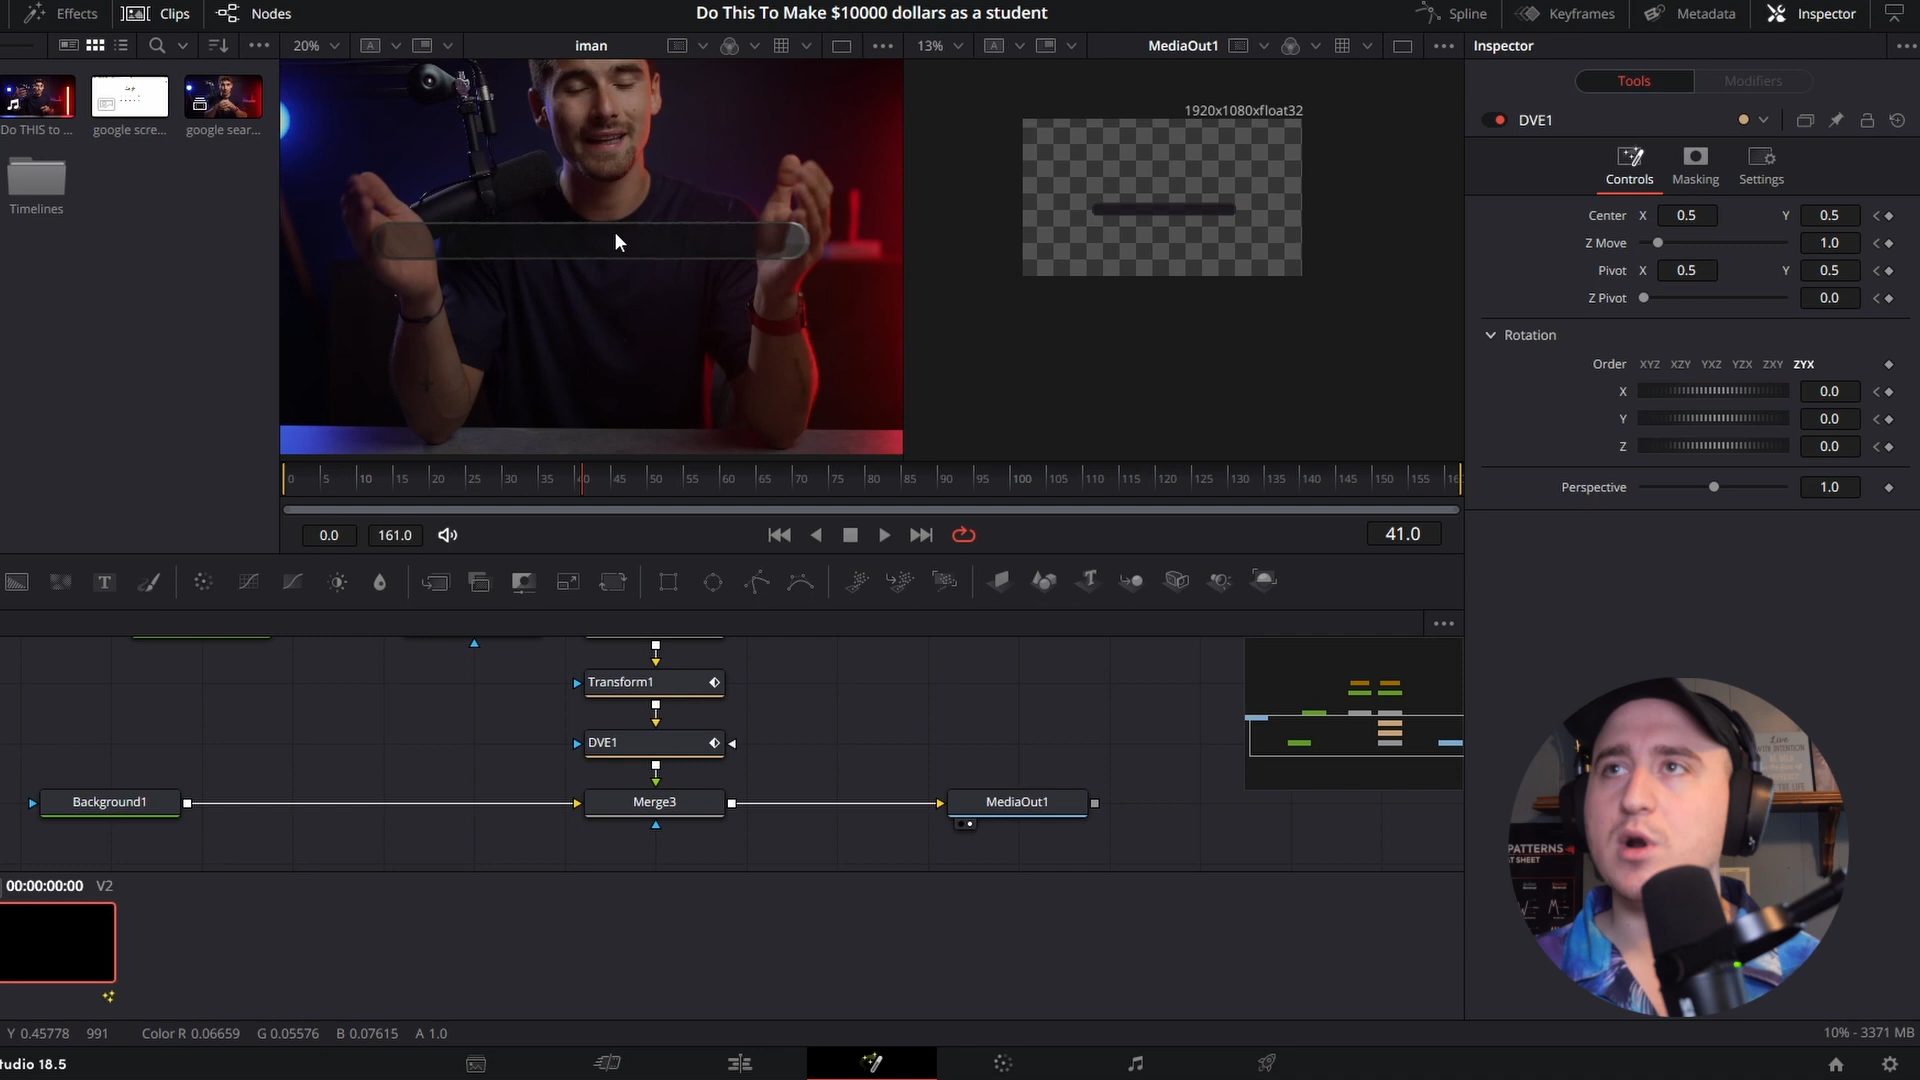 Effects Clips Nodes Do This To Make $10000 dollars as a student Spline Keyframes Metadata Inspector
20% A iman 13% A MediaOut1 Inspector
Tools Modifiers
1920x1080xfloat32
DVE1
Do THIS to ... google scre... google sear...
Controls Masking Settings
Timelines
Center X 0.5 Y 0.5
Z Move 1.0
Pivot X 0.5 Y 0.5
Z Pivot 0.0
Rotation
Order XYZ XZY YXZ YZX ZXY ZYX
X 0.0
Y 0.0
Z 0.0
Perspective 1.0
0 5 10 15 20 25 30 35 40 45 50 55 60 65 70 75 80 85 90 95 100 105 110 115 120 125 130 135 140 145 150 155 16
0.0 161.0 41.0
T T
Transform1
DVE1
Background1 Merge3 MediaOut1
Live
WITH INTENTION
PATTERNS
AT SHEET
00:00:00:00 V2
Y 0.45778 991 Color R 0.06659 G 0.05576 B 0.07615 A 1.0 10% - 3371 MB
tudio 18.5